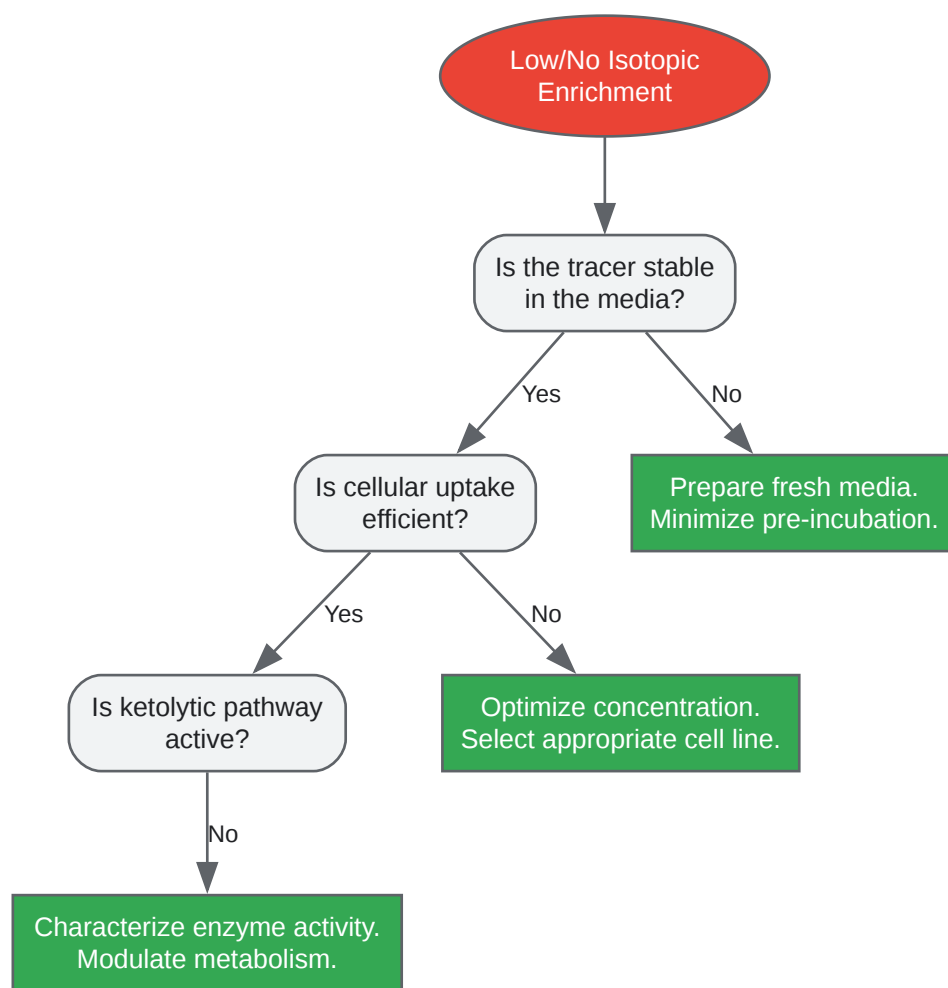 Low/No Isotopic
Enrichment
Is the tracer stable
in the media?
Yes
No
Is cellular uptake
efficient?
Prepare fresh media.
Minimize pre-incubation.
Yes
No
Is ketolytic pathway
active?
Optimize concentration.
Select appropriate cell line.
No
Characterize enzyme activity.
Modulate metabolism.